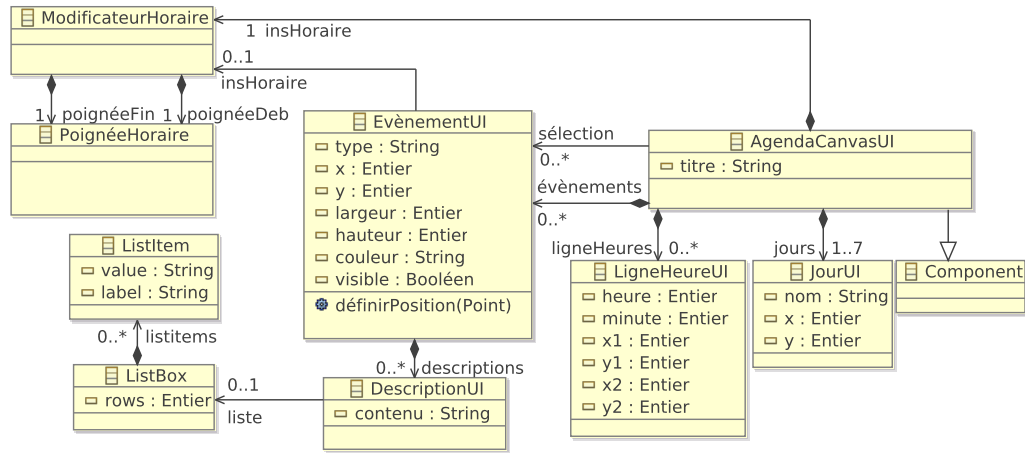 ModificateurHoraire
1 insHoraire
0..1
insHoraire
1 poignéeFin
1 poignéeDeb
PoignéeHoraire
EvènementUI
type : String
x : Entier
y : Entier
largeur : Entier
hauteur : Entier
couleur : String
visible : Booléen
définirPosition(Point)
sélection
0..*
évènements
0..*
AgendaCanvasUI
titre : String
ligneHeures 0..*
jours 1..7
LigneHeureUI
heure : Entier
minute : Entier
x1 : Entier
y1 : Entier
x2 : Entier
y2 : Entier
JourUI
nom : String
x : Entier
y : Entier
Component
ListItem
value : String
label : String
0..* listitems
ListBox
rows : Entier
0..1
liste
0..* descriptions
DescriptionUI
contenu : String